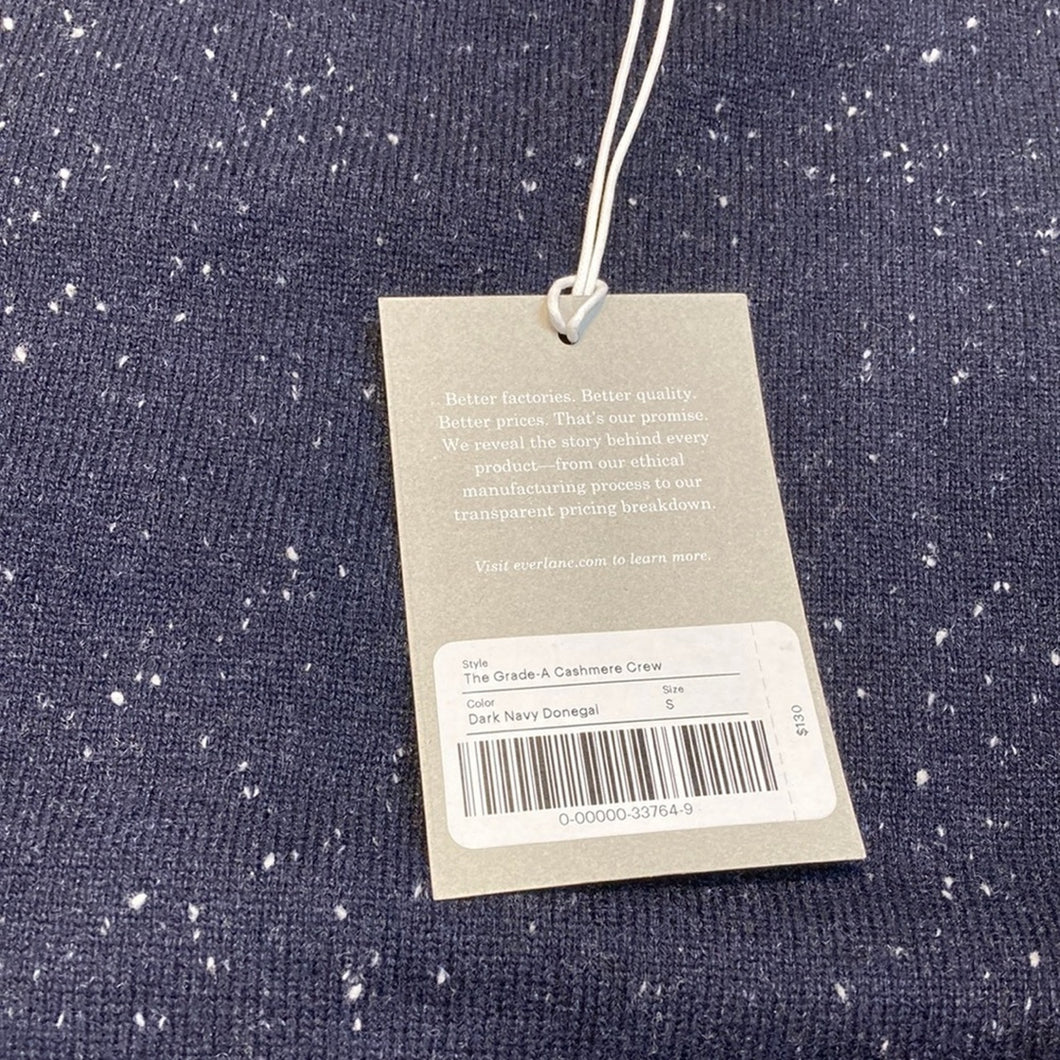 Better factories. Better quality.
Better prices. That's our promise.
We reveal the story behind every
product—from our ethical
manufacturing process to our
transparent pricing breakdown.
Visit everlane.com to learn more.
Style
The Grade-A Cashmere Crew
Color
Dark Navy Donegal
Size
S
$130
0-00000-33764-9